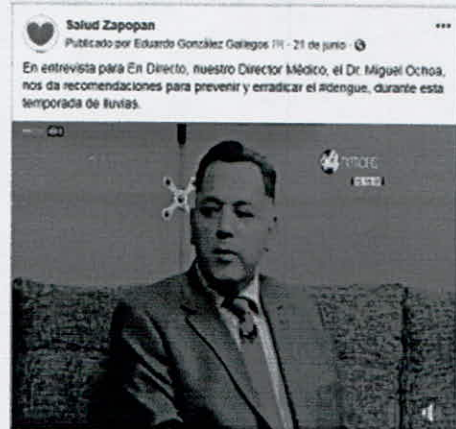 Salud Zapopan
Publicado por Eduardo González Gallegos [?] - 21 de junio ·
En entrevista para En Directo, nuestro Director Médico, el Dr. Miguel Ochoa,
nos da recomendaciones para prevenir y erradicar el #dengue, durante esta
temporada de lluvias.